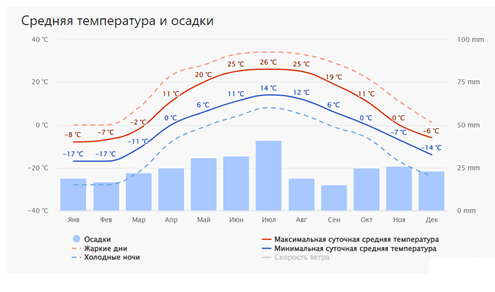 Средняя температура и осадки
40 °C 100 mm
20 °C 75 mm
0 °C 50 mm
−20 °C 25 mm
−40 °C 0 mm
−8 °C −7 °C −2 °C 11 °C 20 °C 25 °C 26 °C 25 °C 19 °C 11 °C 0 °C −6 °C
−17 °C −17 °C −11 °C 0 °C 6 °C 11 °C 14 °C 12 °C 6 °C 0 °C −7 °C −14 °C
Янв Фев Мар Апр Май Июн Июл Авг Сен Окт Ноя Дек
Осадки Максимальная суточная средняя температура
Жаркие дни Минимальная суточная средняя температура
Холодные ночи Скорость ветра